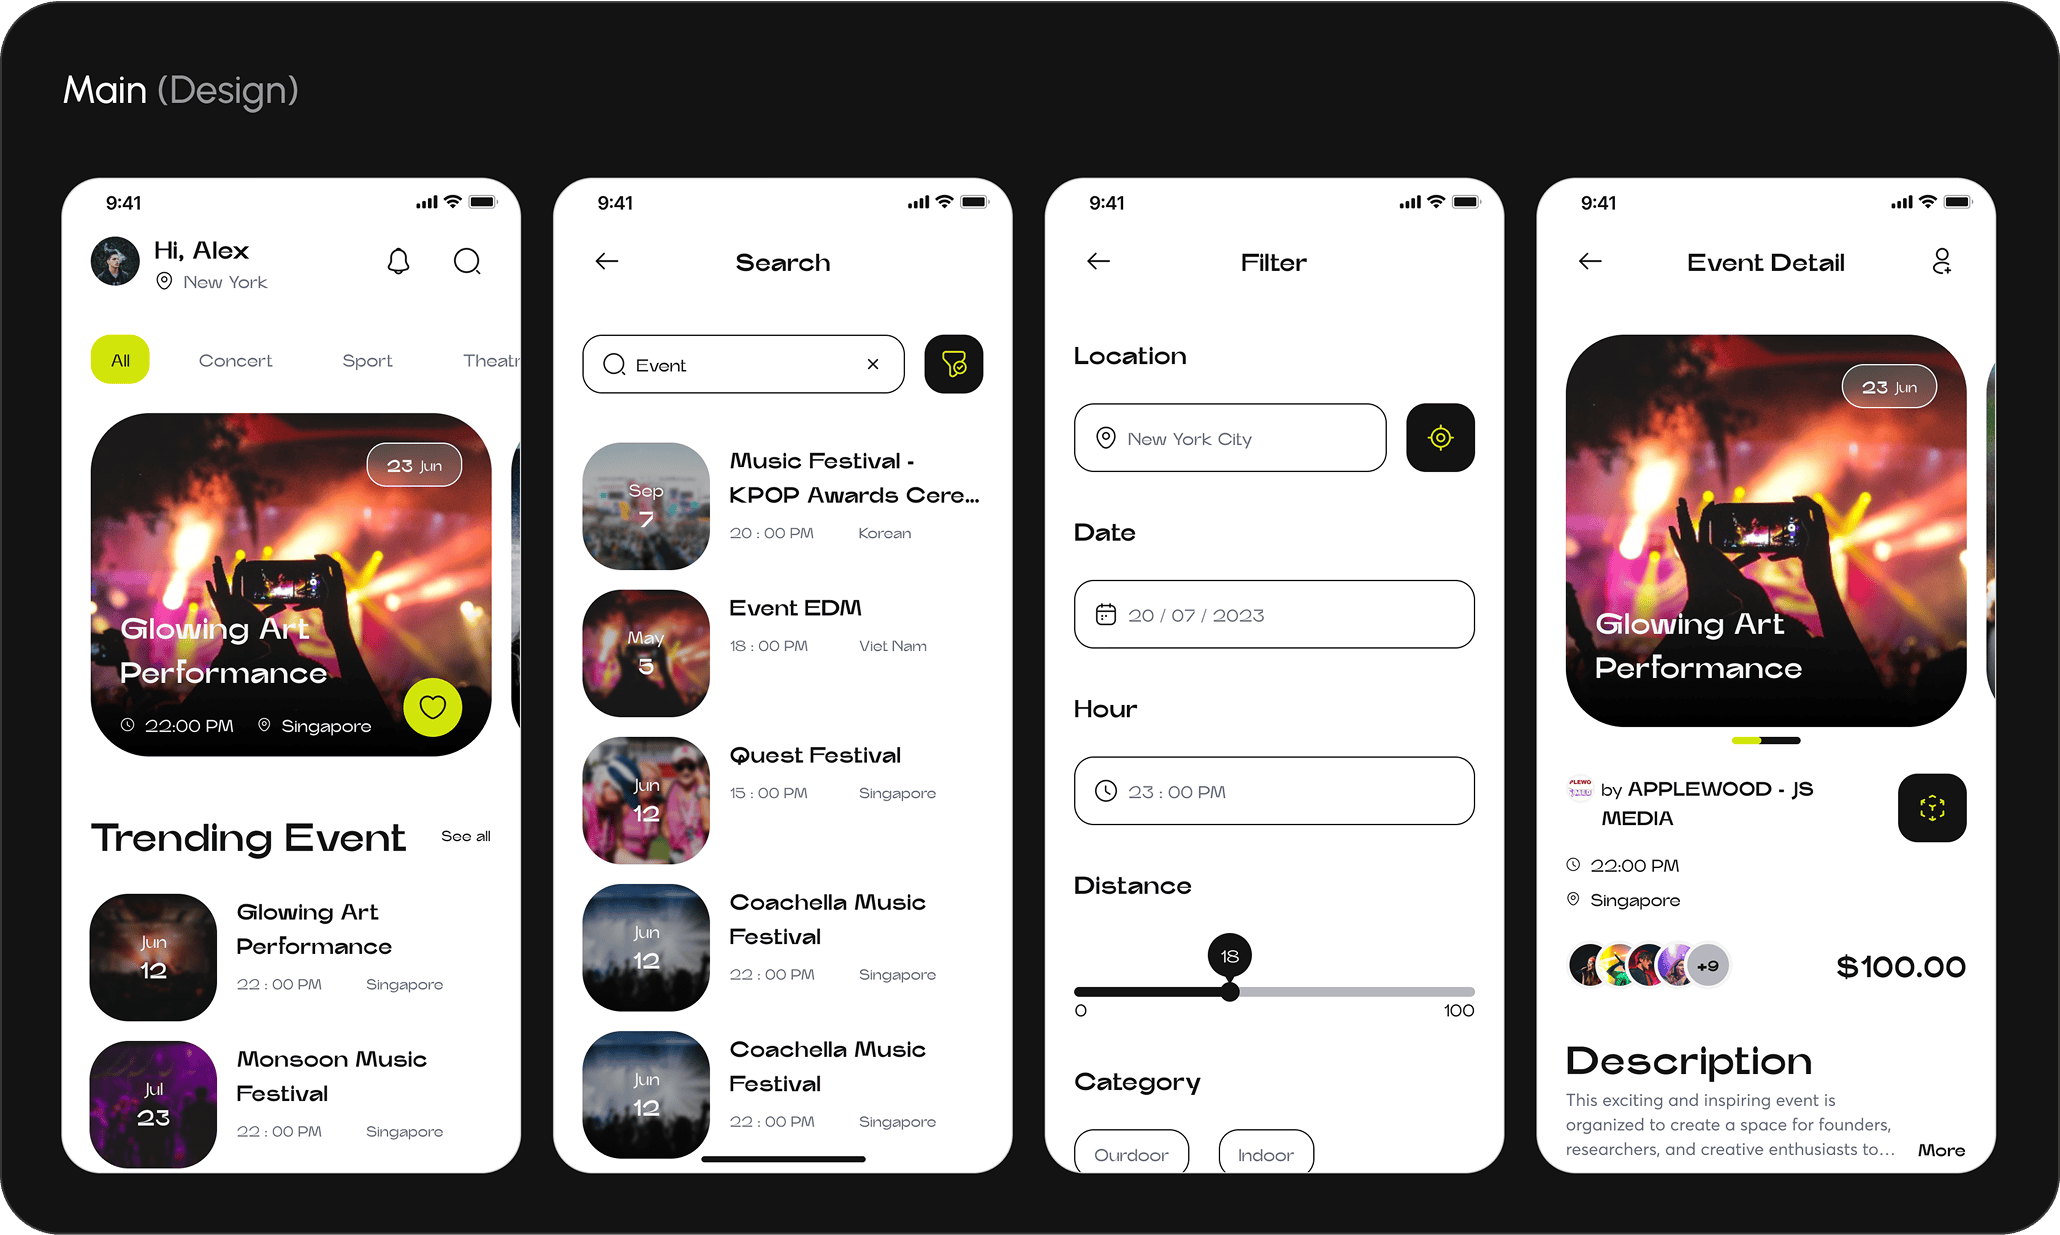 Main (Design)
9:41
Hi, Alex
New York
All Concert Sport Theatr
23 Jun
Glowing Art
Performance
22:00 PM Singapore
Trending Event See all
Jun
12
Glowing Art
Performance
22 : 00 PM Singapore
Jul
23
Monsoon Music
Festival
22 : 00 PM Singapore
9:41
Search
Event
Sep
7
Music Festival -
KPOP Awards Cere...
20 : 00 PM Korean
May
5
Event EDM
18 : 00 PM Viet Nam
Jun
12
Quest Festival
15 : 00 PM Singapore
Jun
12
Coachella Music
Festival
22 : 00 PM Singapore
Jun
12
Coachella Music
Festival
22 : 00 PM Singapore
9:41
Filter
Location
New York City
Date
20 / 07 / 2023
Hour
23 : 00 PM
Distance
18
0 100
Category
Ourdoor Indoor
9:41
Event Detail
23 Jun
Glowing Art
Performance
by APPLEWOOD - JS
MEDIA
22:00 PM
Singapore
+9
$100.00
Description
This exciting and inspiring event is
organized to create a space for founders,
researchers, and creative enthusiasts to... More